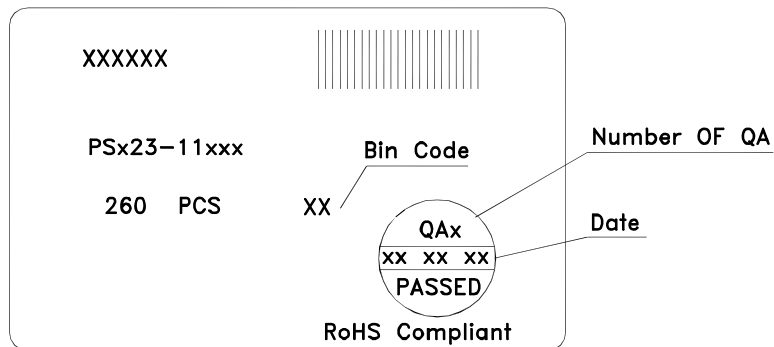 XXXXXX
PSx23-11xxx
Bin Code
Number OF QA
260 PCS
XX
QAx
Date
xx xx xx
PASSED
RoHS Compliant